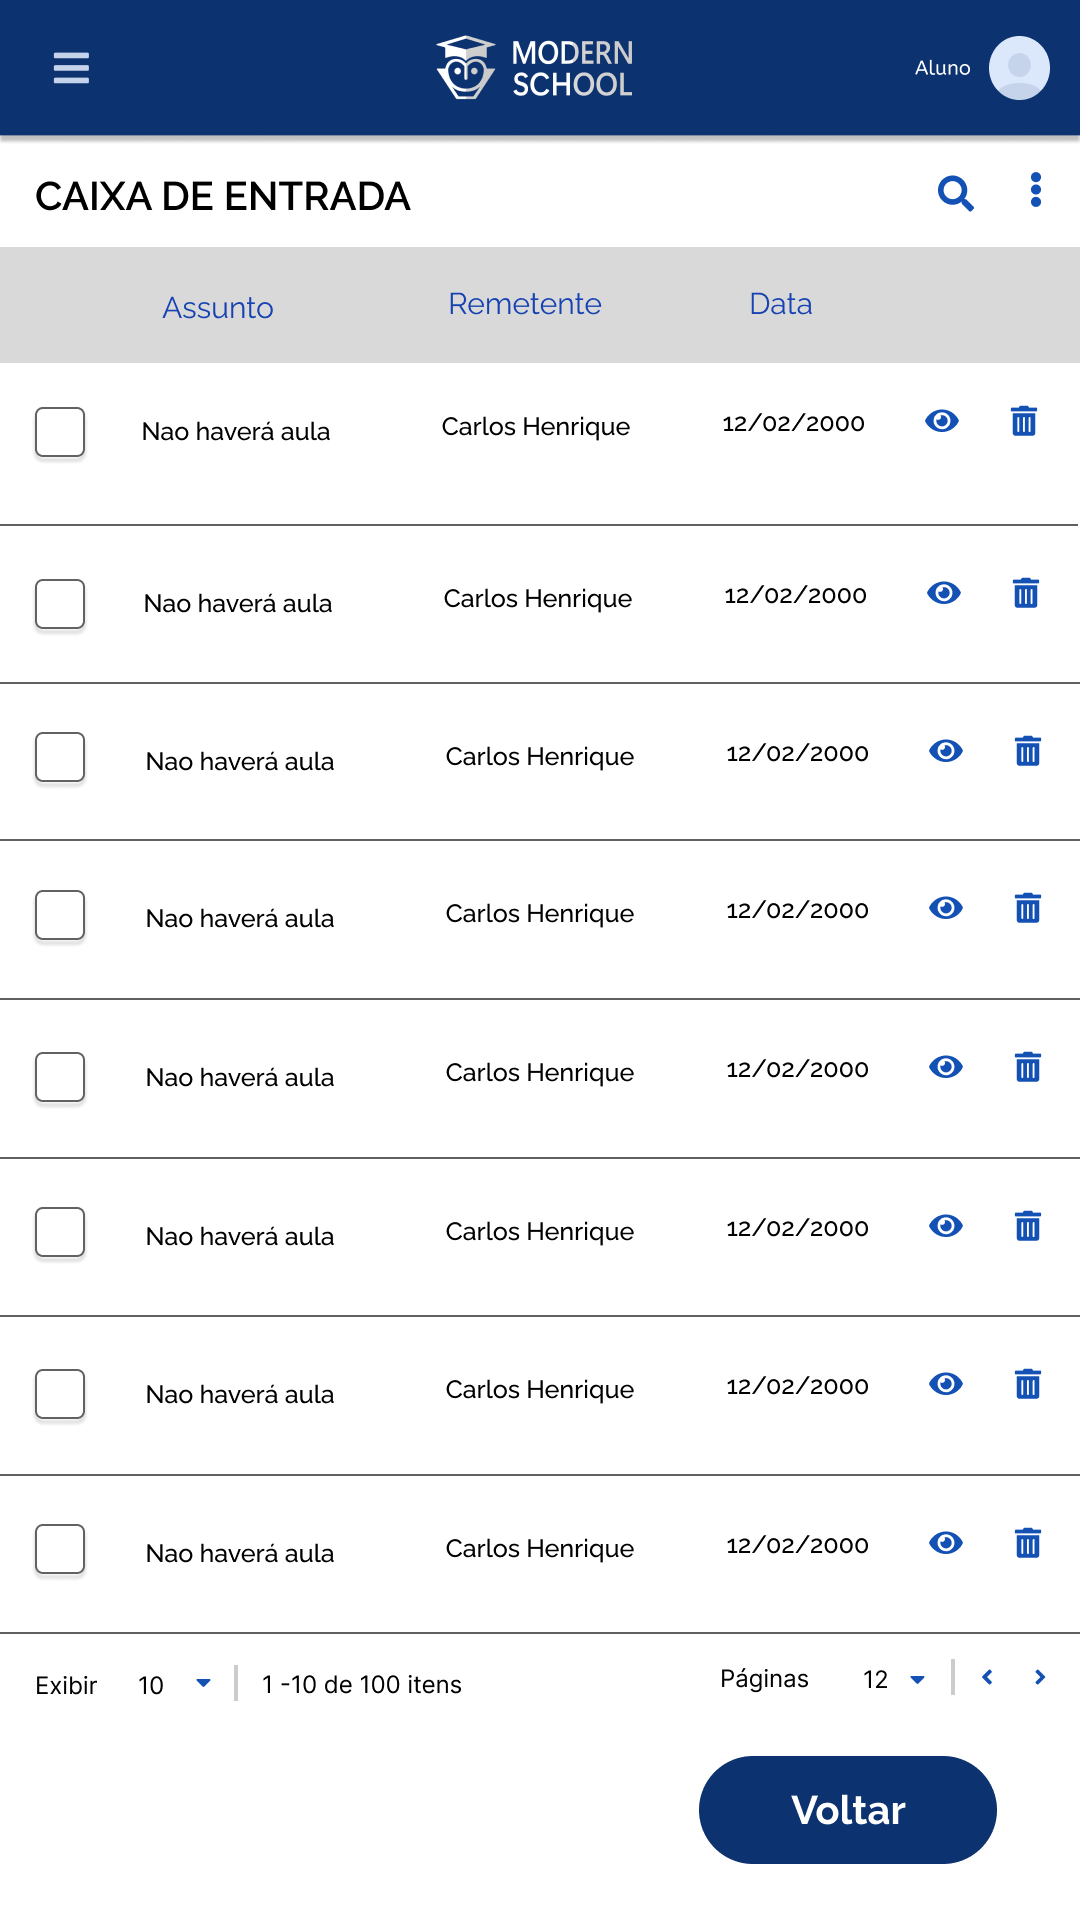 MODERN
SCHOOL
Aluno
CAIXA DE ENTRADA
Assunto Remetente Data
Nao haverá aula Carlos Henrique 12/02/2000
Nao haverá aula Carlos Henrique 12/02/2000
Nao haverá aula Carlos Henrique 12/02/2000
Nao haverá aula Carlos Henrique 12/02/2000
Nao haverá aula Carlos Henrique 12/02/2000
Nao haverá aula Carlos Henrique 12/02/2000
Nao haverá aula Carlos Henrique 12/02/2000
Nao haverá aula Carlos Henrique 12/02/2000
Exibir 10 1 -10 de 100 itens Páginas 12
Voltar